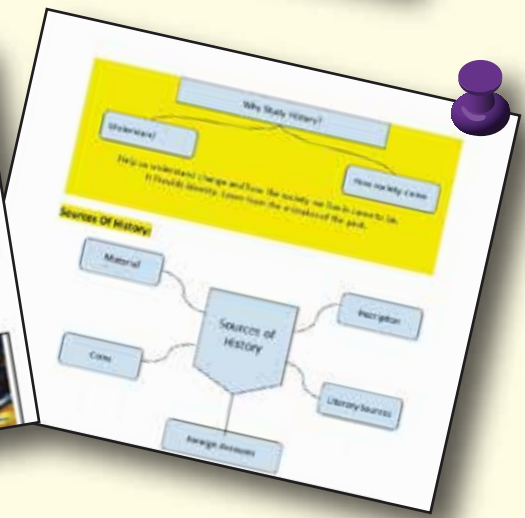 Why Study History?
Understand
How society came
Help us understand change and how the society we live in came to be.
It Provide Identity. Learn from the mistakes of the past.
Sources Of History:
Material
Inscription
Sources of
History
Coins
Literary Sources
Foreign Accounts